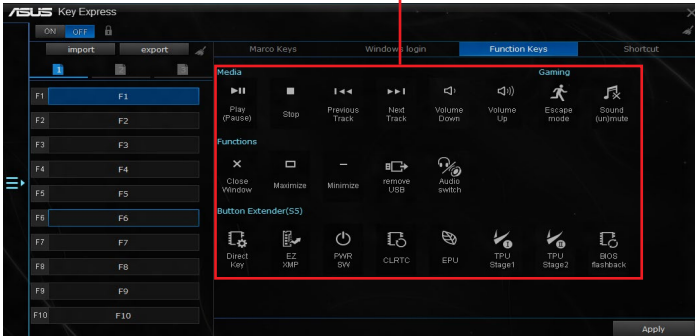 ASUS Key Express
ON OFF
import export
Marco Keys Windows login Function Keys Shortcut
1 2 3
Media Gaming
Play (Pause)
Stop
Previous Track
Next Track
Volume Down
Volume Up
Escape mode
Sound (un)mute
Functions
Close Window
Maximize
Minimize
remove USB
Audio switch
Button Extender(S5)
Direct Key
EZ XMP
PWR SW
CLRTC
EPU
TPU Stage1
TPU Stage2
BIOS flashback
F1 F1
F2 F2
F3 F3
F4 F4
F5 F5
F6 F6
F7 F7
F8 F8
F9 F9
F10 F10
Apply